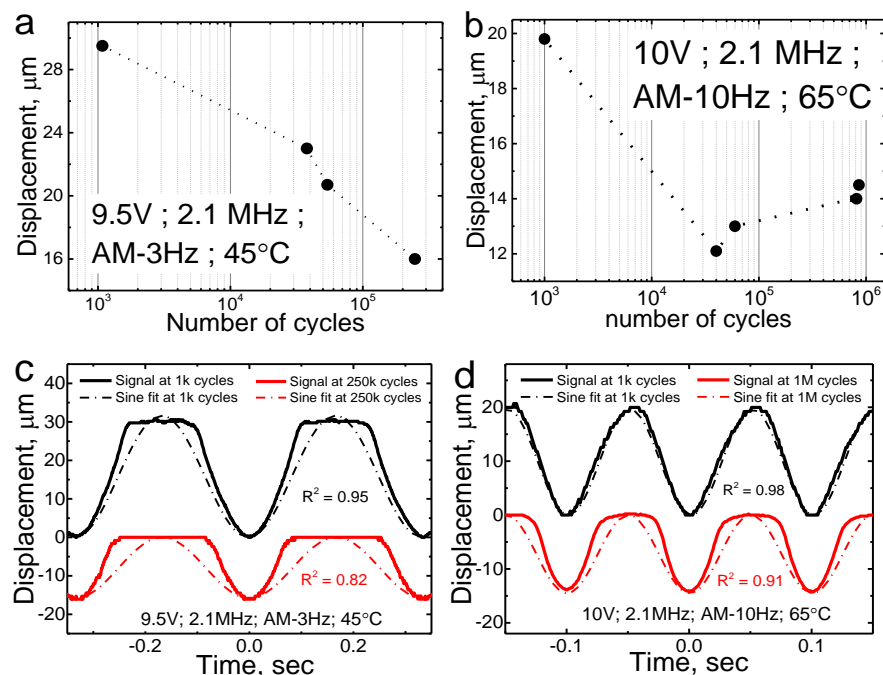 a
Displacement, μm
28
24
20
16
9.5V ; 2.1 MHz ;
AM-3Hz ; 45°C
10³
10⁴
10⁵
Number of cycles
b
Displacement, μm
20
18
16
14
12
10V ; 2.1 MHz ;
AM-10Hz ; 65°C
10³
10⁴
10⁵
10⁶
number of cycles
c
Displacement, μm
40
30
20
10
0
-10
-20
Signal at 1k cycles
Signal at 250k cycles
Sine fit at 1k cycles
Sine fit at 250k cycles
R² = 0.95
R² = 0.82
9.5V; 2.1MHz; AM-3Hz; 45°C
-0.2
0.0
0.2
Time, sec
d
Displacement, μm
30
20
10
0
-10
-20
Signal at 1k cycles
Signal at 1M cycles
Sine fit at 1k cycles
Sine fit at 1M cycles
R² = 0.98
R² = 0.91
10V; 2.1MHz; AM-10Hz; 65°C
-0.1
0.0
0.1
Time, sec